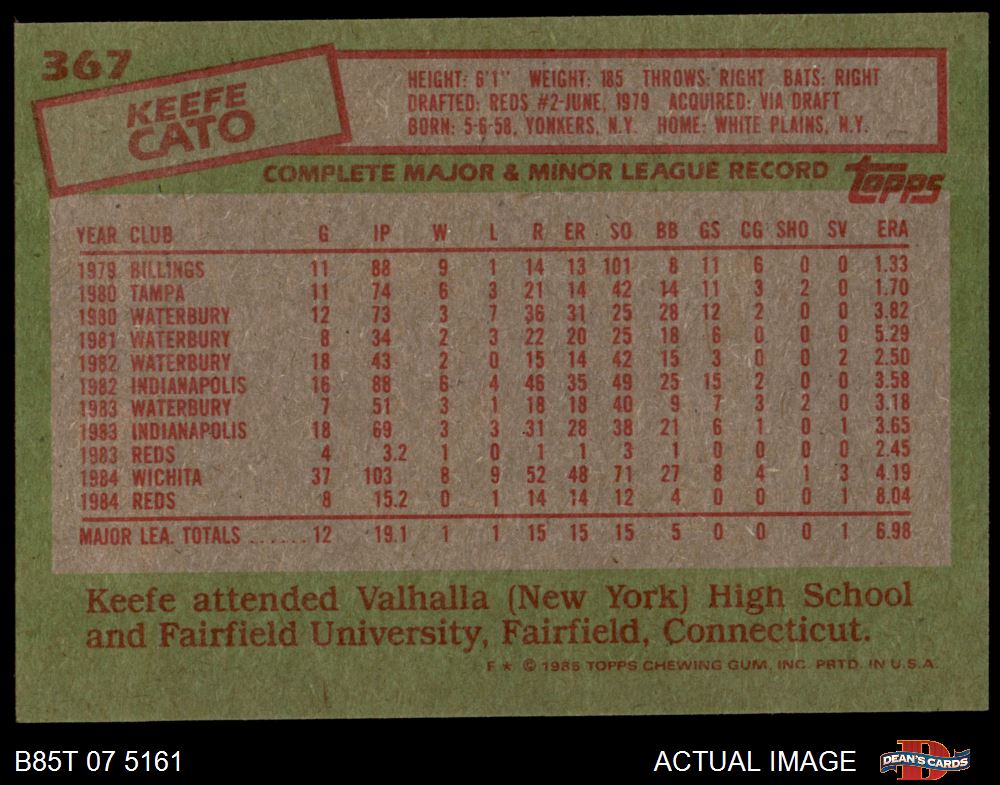 367
KEEFE
CATO
HEIGHT: 6'1" WEIGHT: 185 THROWS: RIGHT BATS: RIGHT
DRAFTED: REDS #2-JUNE, 1979 ACQUIRED: VIA DRAFT
BORN: 5-6-58, YONKERS, N.Y. HOME: WHITE PLAINS, N.Y.
COMPLETE MAJOR & MINOR LEAGUE RECORD topps
YEAR CLUB G IP W L R ER SO BB GS CG SHO SV ERA
1979 BILLINGS 11 88 9 1 14 13 101 8 11 6 0 0 1.33
1980 TAMPA 11 74 6 3 21 14 42 14 11 3 2 0 1.70
1980 WATERBURY 12 73 3 7 36 31 25 28 12 2 0 0 3.82
1981 WATERBURY 8 34 2 3 22 20 25 18 6 0 0 0 5.29
1982 WATERBURY 18 43 2 0 15 14 42 15 3 0 0 2 2.50
1982 INDIANAPOLIS 16 88 6 4 46 35 49 25 15 2 0 0 3.58
1983 WATERBURY 7 51 3 1 18 18 40 9 7 3 2 0 3.18
1983 INDIANAPOLIS 18 69 3 3 31 28 38 21 6 1 0 1 3.65
1983 REDS 4 3.2 1 0 1 1 3 1 0 0 0 0 2.45
1984 WICHITA 37 103 8 9 52 48 71 27 8 4 1 3 4.19
1984 REDS 8 15.2 0 1 14 14 12 4 0 0 0 1 8.04
MAJOR LEA. TOTALS ...... 12 19.1 1 1 15 15 15 5 0 0 0 1 6.98
Keefe attended Valhalla (New York) High School
and Fairfield University, Fairfield, Connecticut.
F ★ © 1985 TOPPS CHEWING GUM, INC. PRTD. IN U.S.A.
B85T 07 5161 ACTUAL IMAGE DEAN'S CARDS